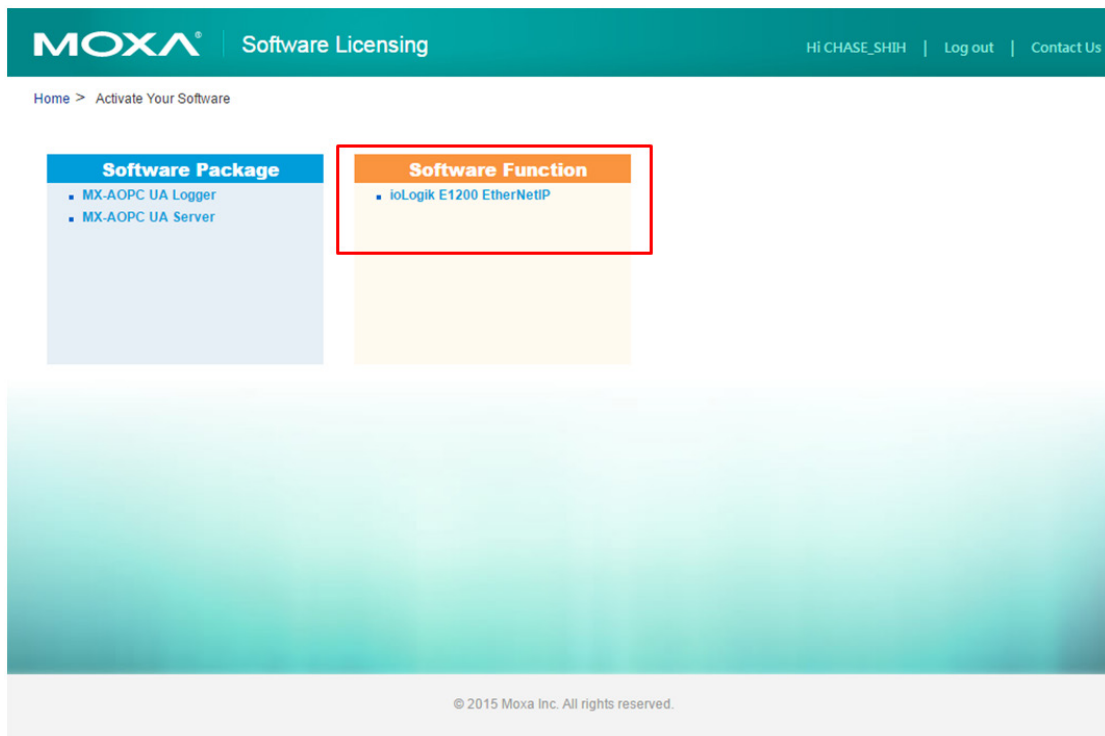 MOXA® Software Licensing
Hi CHASE_SHIH | Log out | Contact Us
Home > Activate Your Software
Software Package
MX-AOPC UA Logger
MX-AOPC UA Server
Software Function
ioLogik E1200 EtherNetIP
© 2015 Moxa Inc. All rights reserved.